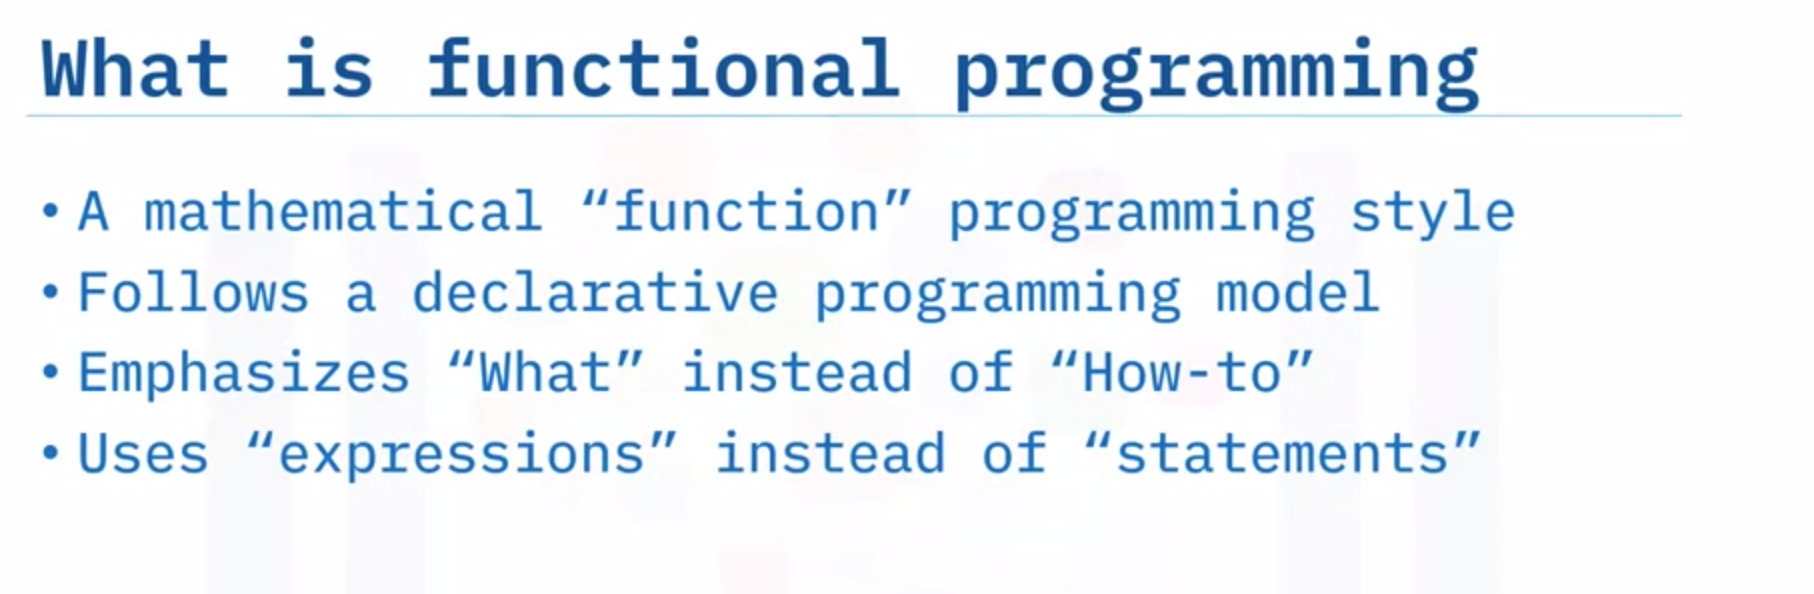 What is functional programming
• A mathematical “function” programming style
• Follows a declarative programming model
• Emphasizes “What” instead of “How-to”
• Uses “expressions” instead of “statements”